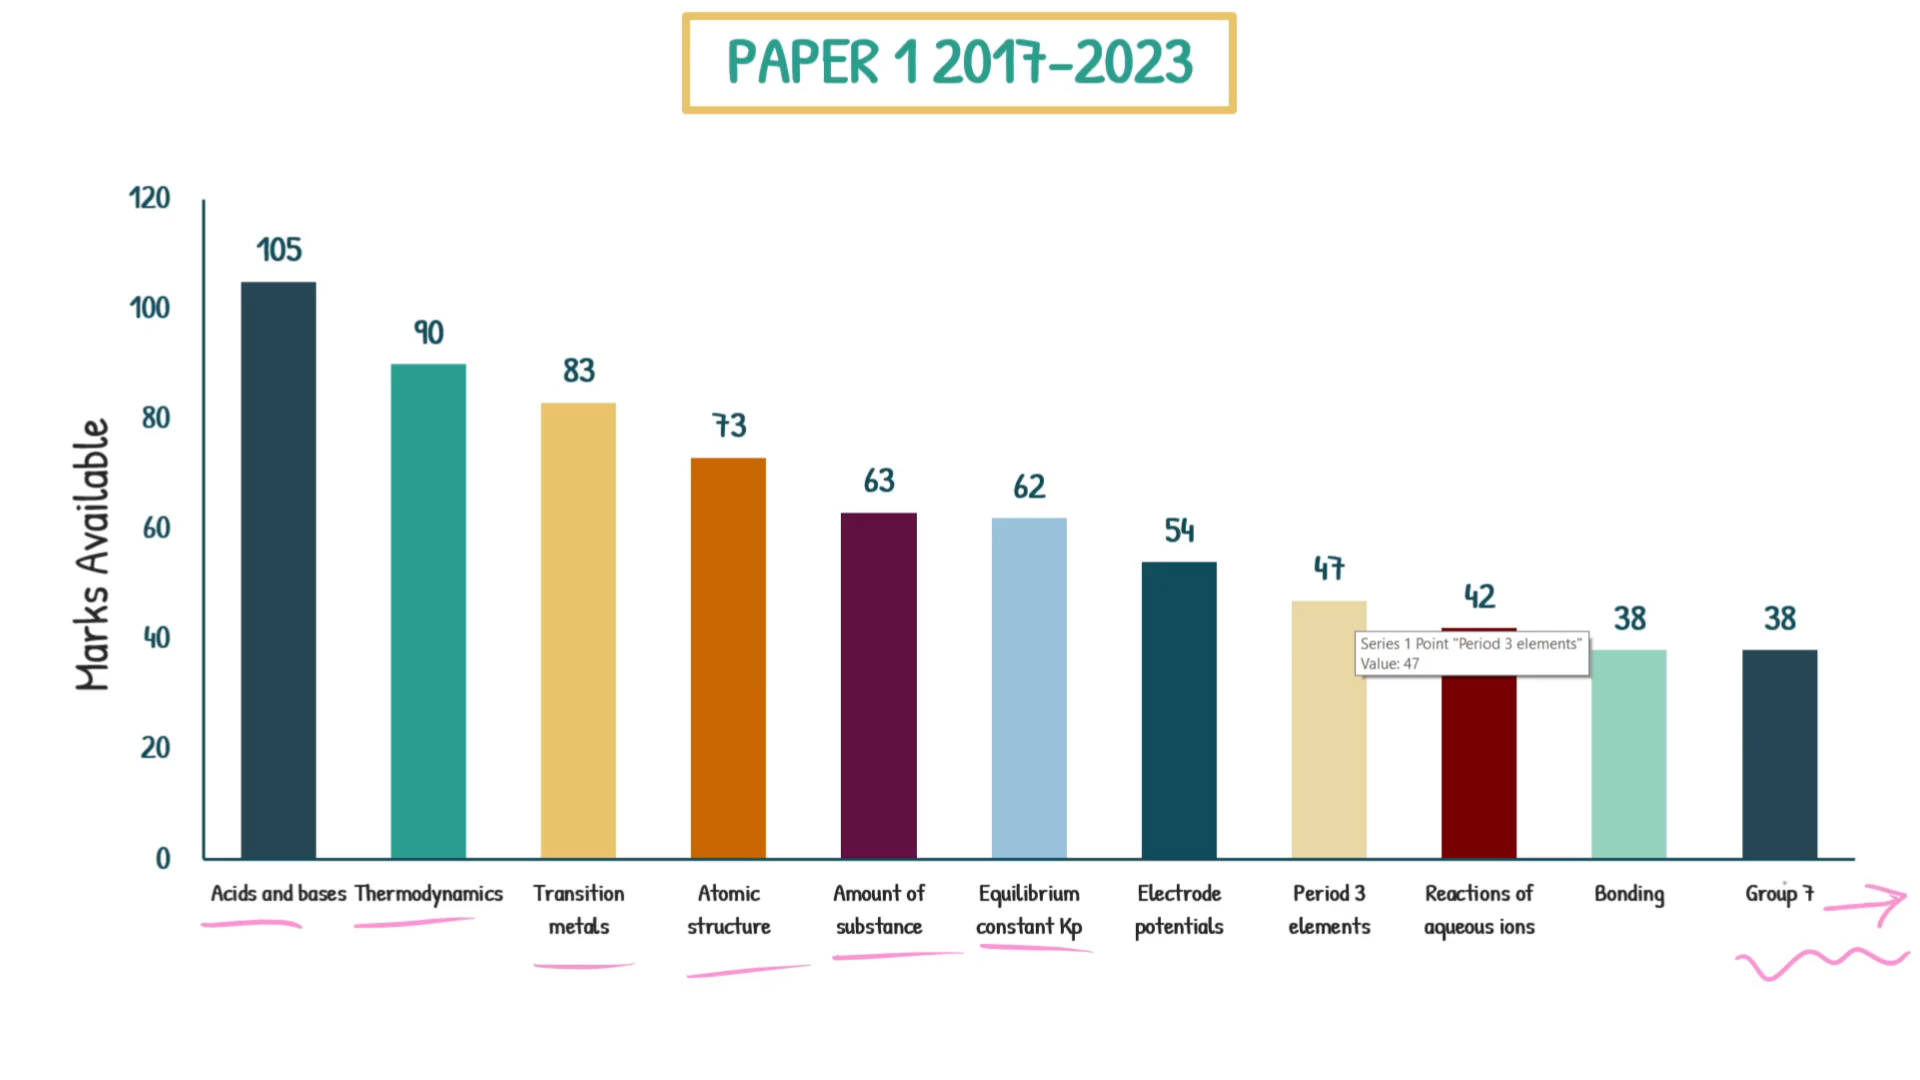 PAPER 1 2017-2023
120
100
80
60
40
20
0
Marks Available
105
90
83
73
63
62
54
47
42
38
38
Series 1 Point "Period 3 elements"
Value: 47
Acids and bases
Thermodynamics
Transition
metals
Atomic
structure
Amount of
substance
Equilibrium
constant Kp
Electrode
potentials
Period 3
elements
Reactions of
aqueous ions
Bonding
Group 7